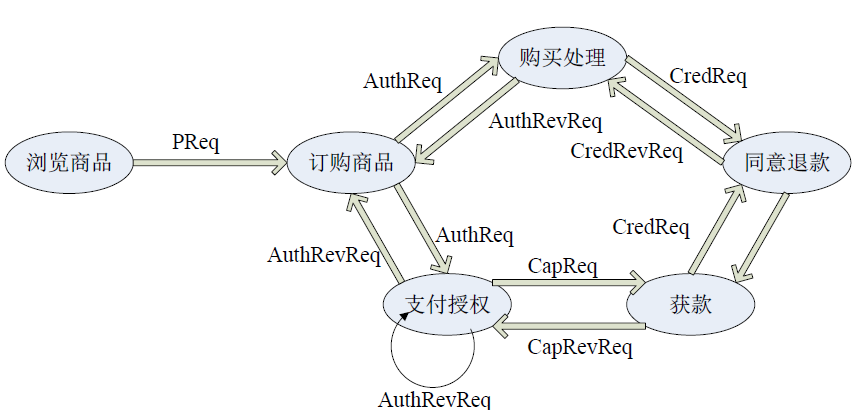 购买处理
AuthReq
CredReq
AuthRevReq
CredRevReq
PReq
浏览商品
订购商品
同意退款
AuthReq
CredReq
AuthRevReq
CapReq
支付授权
获款
CapRevReq
AuthRevReq